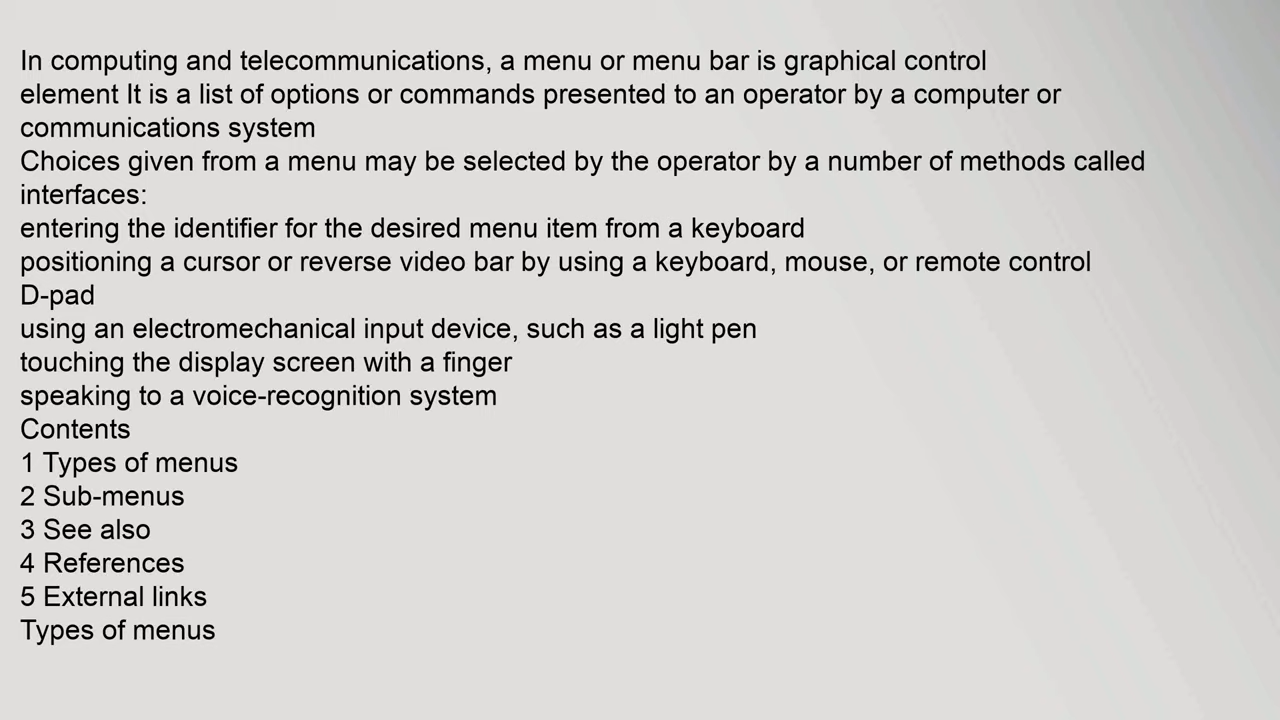 In computing and telecommunications, a menu or menu bar is graphical control
element It is a list of options or commands presented to an operator by a computer or
communications system
Choices given from a menu may be selected by the operator by a number of methods called
interfaces:
entering the identifier for the desired menu item from a keyboard
positioning a cursor or reverse video bar by using a keyboard, mouse, or remote control
D-pad
using an electromechanical input device, such as a light pen
touching the display screen with a finger
speaking to a voice-recognition system
Contents
1 Types of menus
2 Sub-menus
3 See also
4 References
5 External links
Types of menus